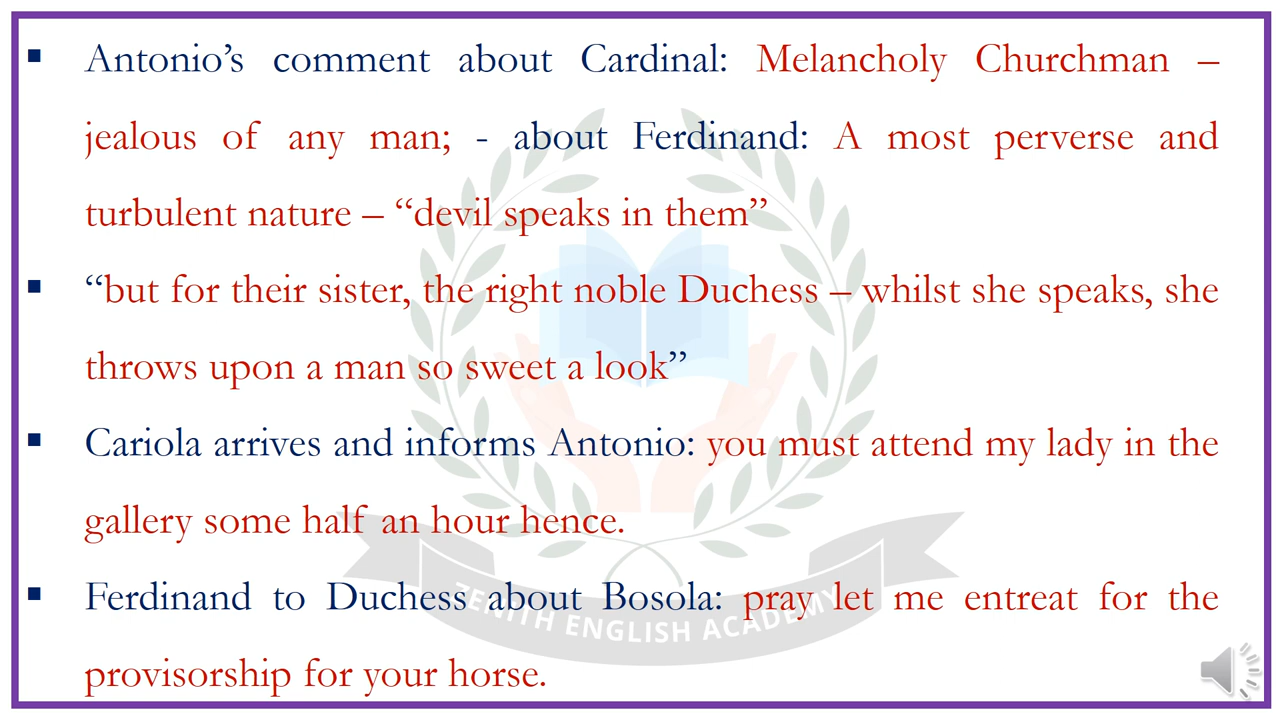 ▪ Antonio’s comment about Cardinal: Melancholy Churchman –
jealous of any man; - about Ferdinand: A most perverse and
turbulent nature – “devil speaks in them”
▪ “but for their sister, the right noble Duchess – whilst she speaks, she
throws upon a man so sweet a look”
▪ Cariola arrives and informs Antonio: you must attend my lady in the
gallery some half an hour hence.
▪ Ferdinand to Duchess about Bosola: pray let me entreat for the
provisorship for your horse.
ZENITH ENGLISH ACADEMY